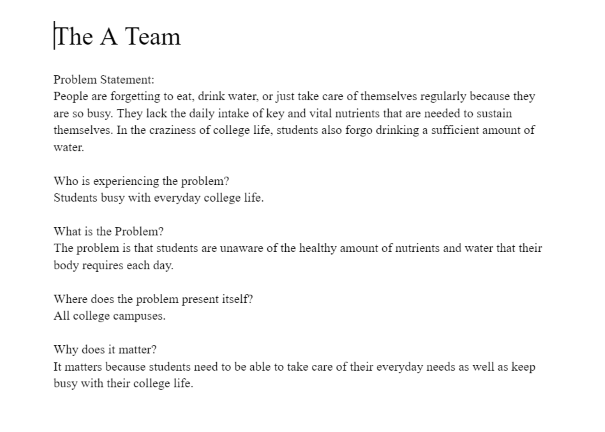 The A Team
Problem Statement:
People are forgetting to eat, drink water, or just take care of themselves regularly because they
are so busy. They lack the daily intake of key and vital nutrients that are needed to sustain
themselves. In the craziness of college life, students also forgo drinking a sufficient amount of
water.
Who is experiencing the problem?
Students busy with everyday college life.
What is the Problem?
The problem is that students are unaware of the healthy amount of nutrients and water that their
body requires each day.
Where does the problem present itself?
All college campuses.
Why does it matter?
It matters because students need to be able to take care of their everyday needs as well as keep
busy with their college life.